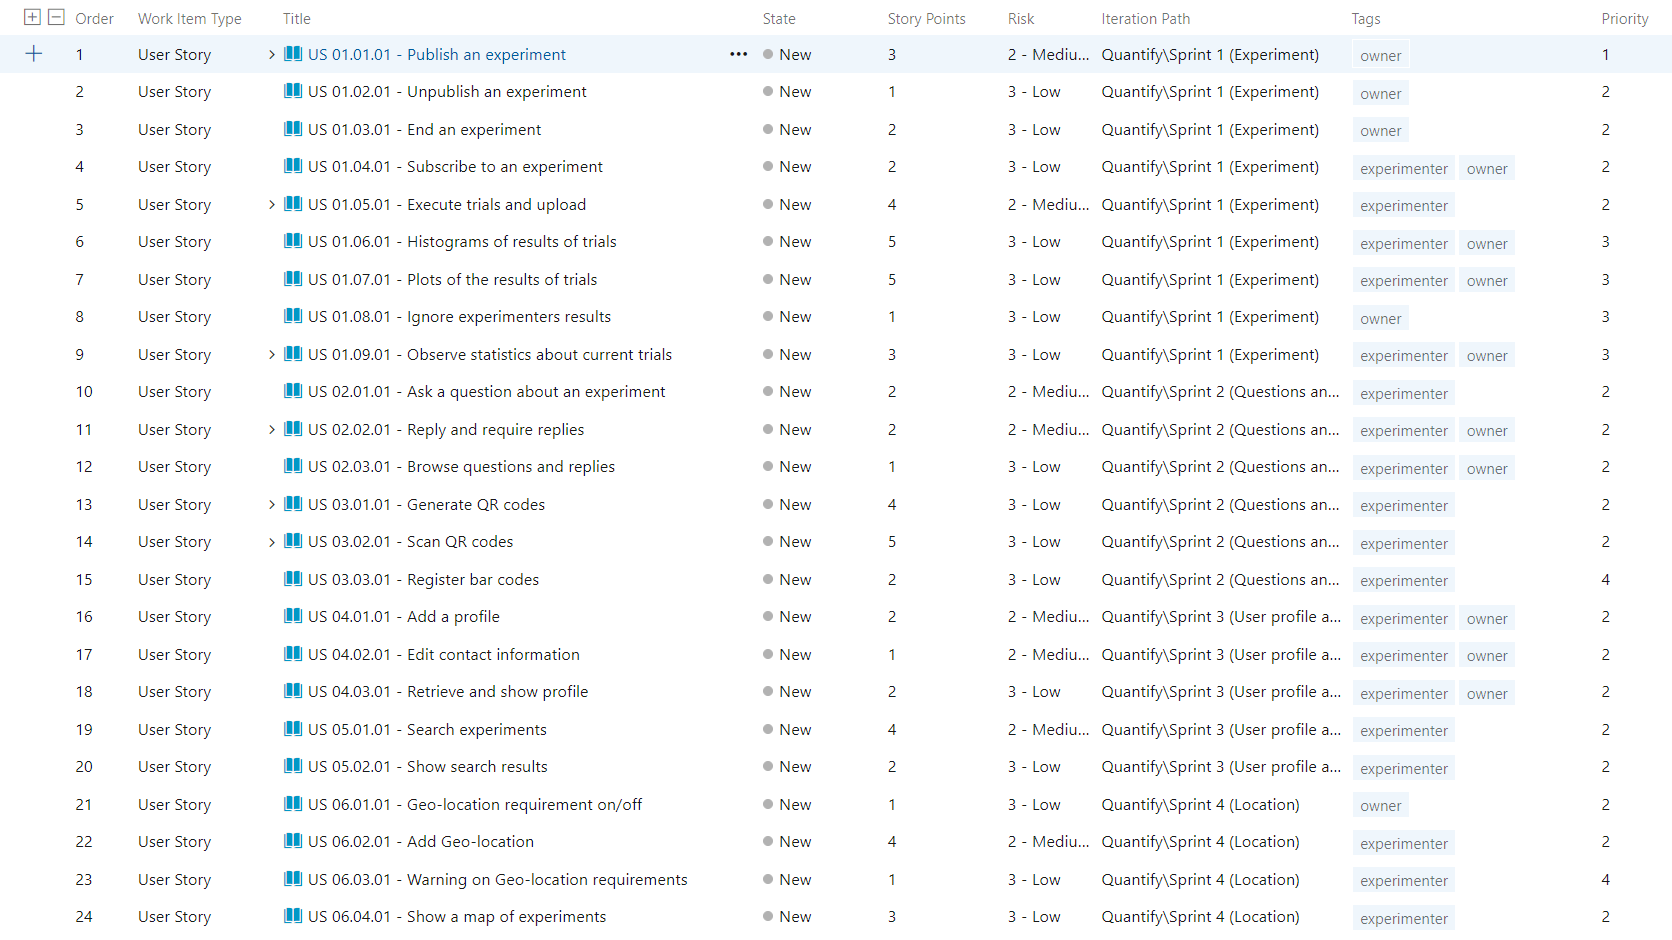 Order Work Item Type Title State Story Points Risk Iteration Path Tags Priority
1 User Story US 01.01.01 - Publish an experiment ••• New 3 2 - Mediu... Quantify\Sprint 1 (Experiment) owner 1
2 User Story US 01.02.01 - Unpublish an experiment New 1 3 - Low Quantify\Sprint 1 (Experiment) owner 2
3 User Story US 01.03.01 - End an experiment New 2 3 - Low Quantify\Sprint 1 (Experiment) owner 2
4 User Story US 01.04.01 - Subscribe to an experiment New 2 3 - Low Quantify\Sprint 1 (Experiment) experimenter owner 2
5 User Story US 01.05.01 - Execute trials and upload New 4 2 - Mediu... Quantify\Sprint 1 (Experiment) experimenter 2
6 User Story US 01.06.01 - Histograms of results of trials New 5 3 - Low Quantify\Sprint 1 (Experiment) experimenter owner 3
7 User Story US 01.07.01 - Plots of the results of trials New 5 3 - Low Quantify\Sprint 1 (Experiment) experimenter owner 3
8 User Story US 01.08.01 - Ignore experimenters results New 1 3 - Low Quantify\Sprint 1 (Experiment) owner 3
9 User Story US 01.09.01 - Observe statistics about current trials New 3 3 - Low Quantify\Sprint 1 (Experiment) experimenter owner 3
10 User Story US 02.01.01 - Ask a question about an experiment New 2 2 - Mediu... Quantify\Sprint 2 (Questions an... experimenter 2
11 User Story US 02.02.01 - Reply and require replies New 2 2 - Mediu... Quantify\Sprint 2 (Questions an... experimenter owner 2
12 User Story US 02.03.01 - Browse questions and replies New 1 3 - Low Quantify\Sprint 2 (Questions an... experimenter owner 2
13 User Story US 03.01.01 - Generate QR codes New 4 3 - Low Quantify\Sprint 2 (Questions an... experimenter 2
14 User Story US 03.02.01 - Scan QR codes New 5 3 - Low Quantify\Sprint 2 (Questions an... experimenter 2
15 User Story US 03.03.01 - Register bar codes New 2 3 - Low Quantify\Sprint 2 (Questions an... experimenter 4
16 User Story US 04.01.01 - Add a profile New 2 2 - Mediu... Quantify\Sprint 3 (User profile a... experimenter owner 2
17 User Story US 04.02.01 - Edit contact information New 1 2 - Mediu... Quantify\Sprint 3 (User profile a... experimenter owner 2
18 User Story US 04.03.01 - Retrieve and show profile New 2 3 - Low Quantify\Sprint 3 (User profile a... experimenter owner 2
19 User Story US 05.01.01 - Search experiments New 4 2 - Mediu... Quantify\Sprint 3 (User profile a... experimenter 2
20 User Story US 05.02.01 - Show search results New 2 3 - Low Quantify\Sprint 3 (User profile a... experimenter 2
21 User Story US 06.01.01 - Geo-location requirement on/off New 1 3 - Low Quantify\Sprint 4 (Location) owner 2
22 User Story US 06.02.01 - Add Geo-location New 4 2 - Mediu... Quantify\Sprint 4 (Location) experimenter 2
23 User Story US 06.03.01 - Warning on Geo-location requirements New 1 3 - Low Quantify\Sprint 4 (Location) experimenter 4
24 User Story US 06.04.01 - Show a map of experiments New 3 3 - Low Quantify\Sprint 4 (Location) experimenter 2